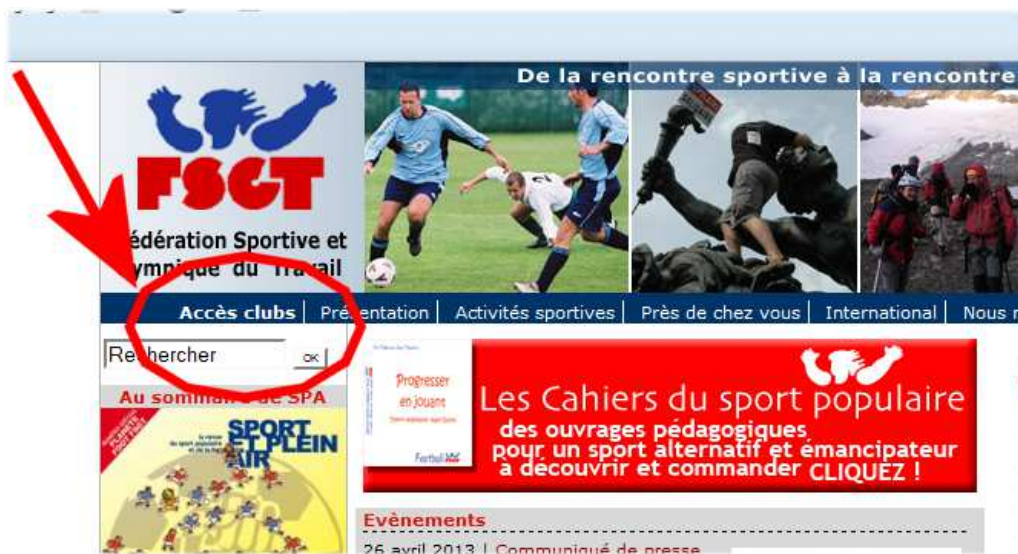 De la rencontre sportive à la rencontre
FSGT
édération Sportive et
lympique du Travail
Accès clubs | Présentation | Activités sportives | Près de chez vous | International | Nous
Rechercher OK
Au sommaire de SPA
SPORT
ET PLEIN
AIR
Progresser
en jouant
Football
Les Cahiers du sport populaire
des ouvrages pédagogiques,
pour un sport alternatif et émancipateur
à découvrir et commander CLIQUEZ !
Evènements
26 avril 2013 | Communiqué de presse